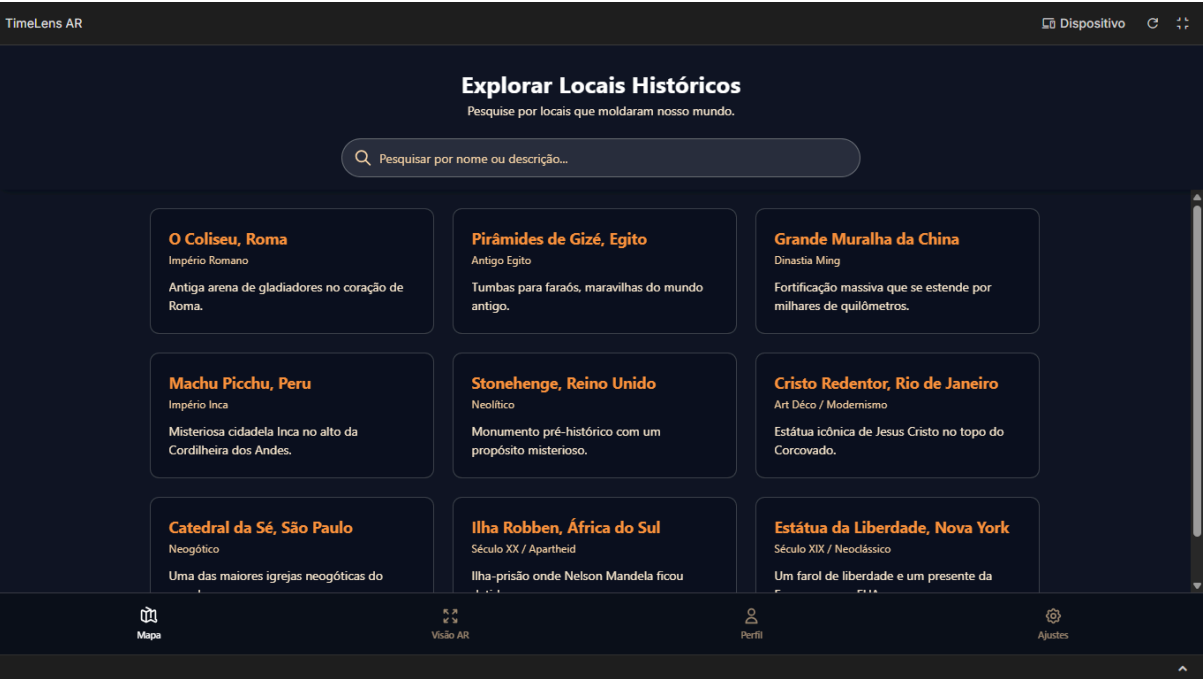 TimeLens AR
Dispositivo
Explorar Locais Históricos
Pesquise por locais que moldaram nosso mundo.
Pesquisar por nome ou descrição...
O Coliseu, Roma
Império Romano
Antiga arena de gladiadores no coração de
Roma.
Pirâmides de Gizé, Egito
Antigo Egito
Tumbas para faraós, maravilhas do mundo
antigo.
Grande Muralha da China
Dinastia Ming
Fortificação massiva que se estende por
milhares de quilômetros.
Machu Picchu, Peru
Império Inca
Misteriosa cidadela Inca no alto da
Cordilheira dos Andes.
Stonehenge, Reino Unido
Neolítico
Monumento pré-histórico com um
propósito misterioso.
Cristo Redentor, Rio de Janeiro
Art Déco / Modernismo
Estátua icônica de Jesus Cristo no topo do
Corcovado.
Catedral da Sé, São Paulo
Neogótico
Uma das maiores igrejas neogóticas do
Ilha Robben, África do Sul
Século XX / Apartheid
Ilha-prisão onde Nelson Mandela ficou
Estátua da Liberdade, Nova York
Século XIX / Neoclássico
Um farol de liberdade e um presente da
Mapa
Visão AR
Perfil
Ajustes